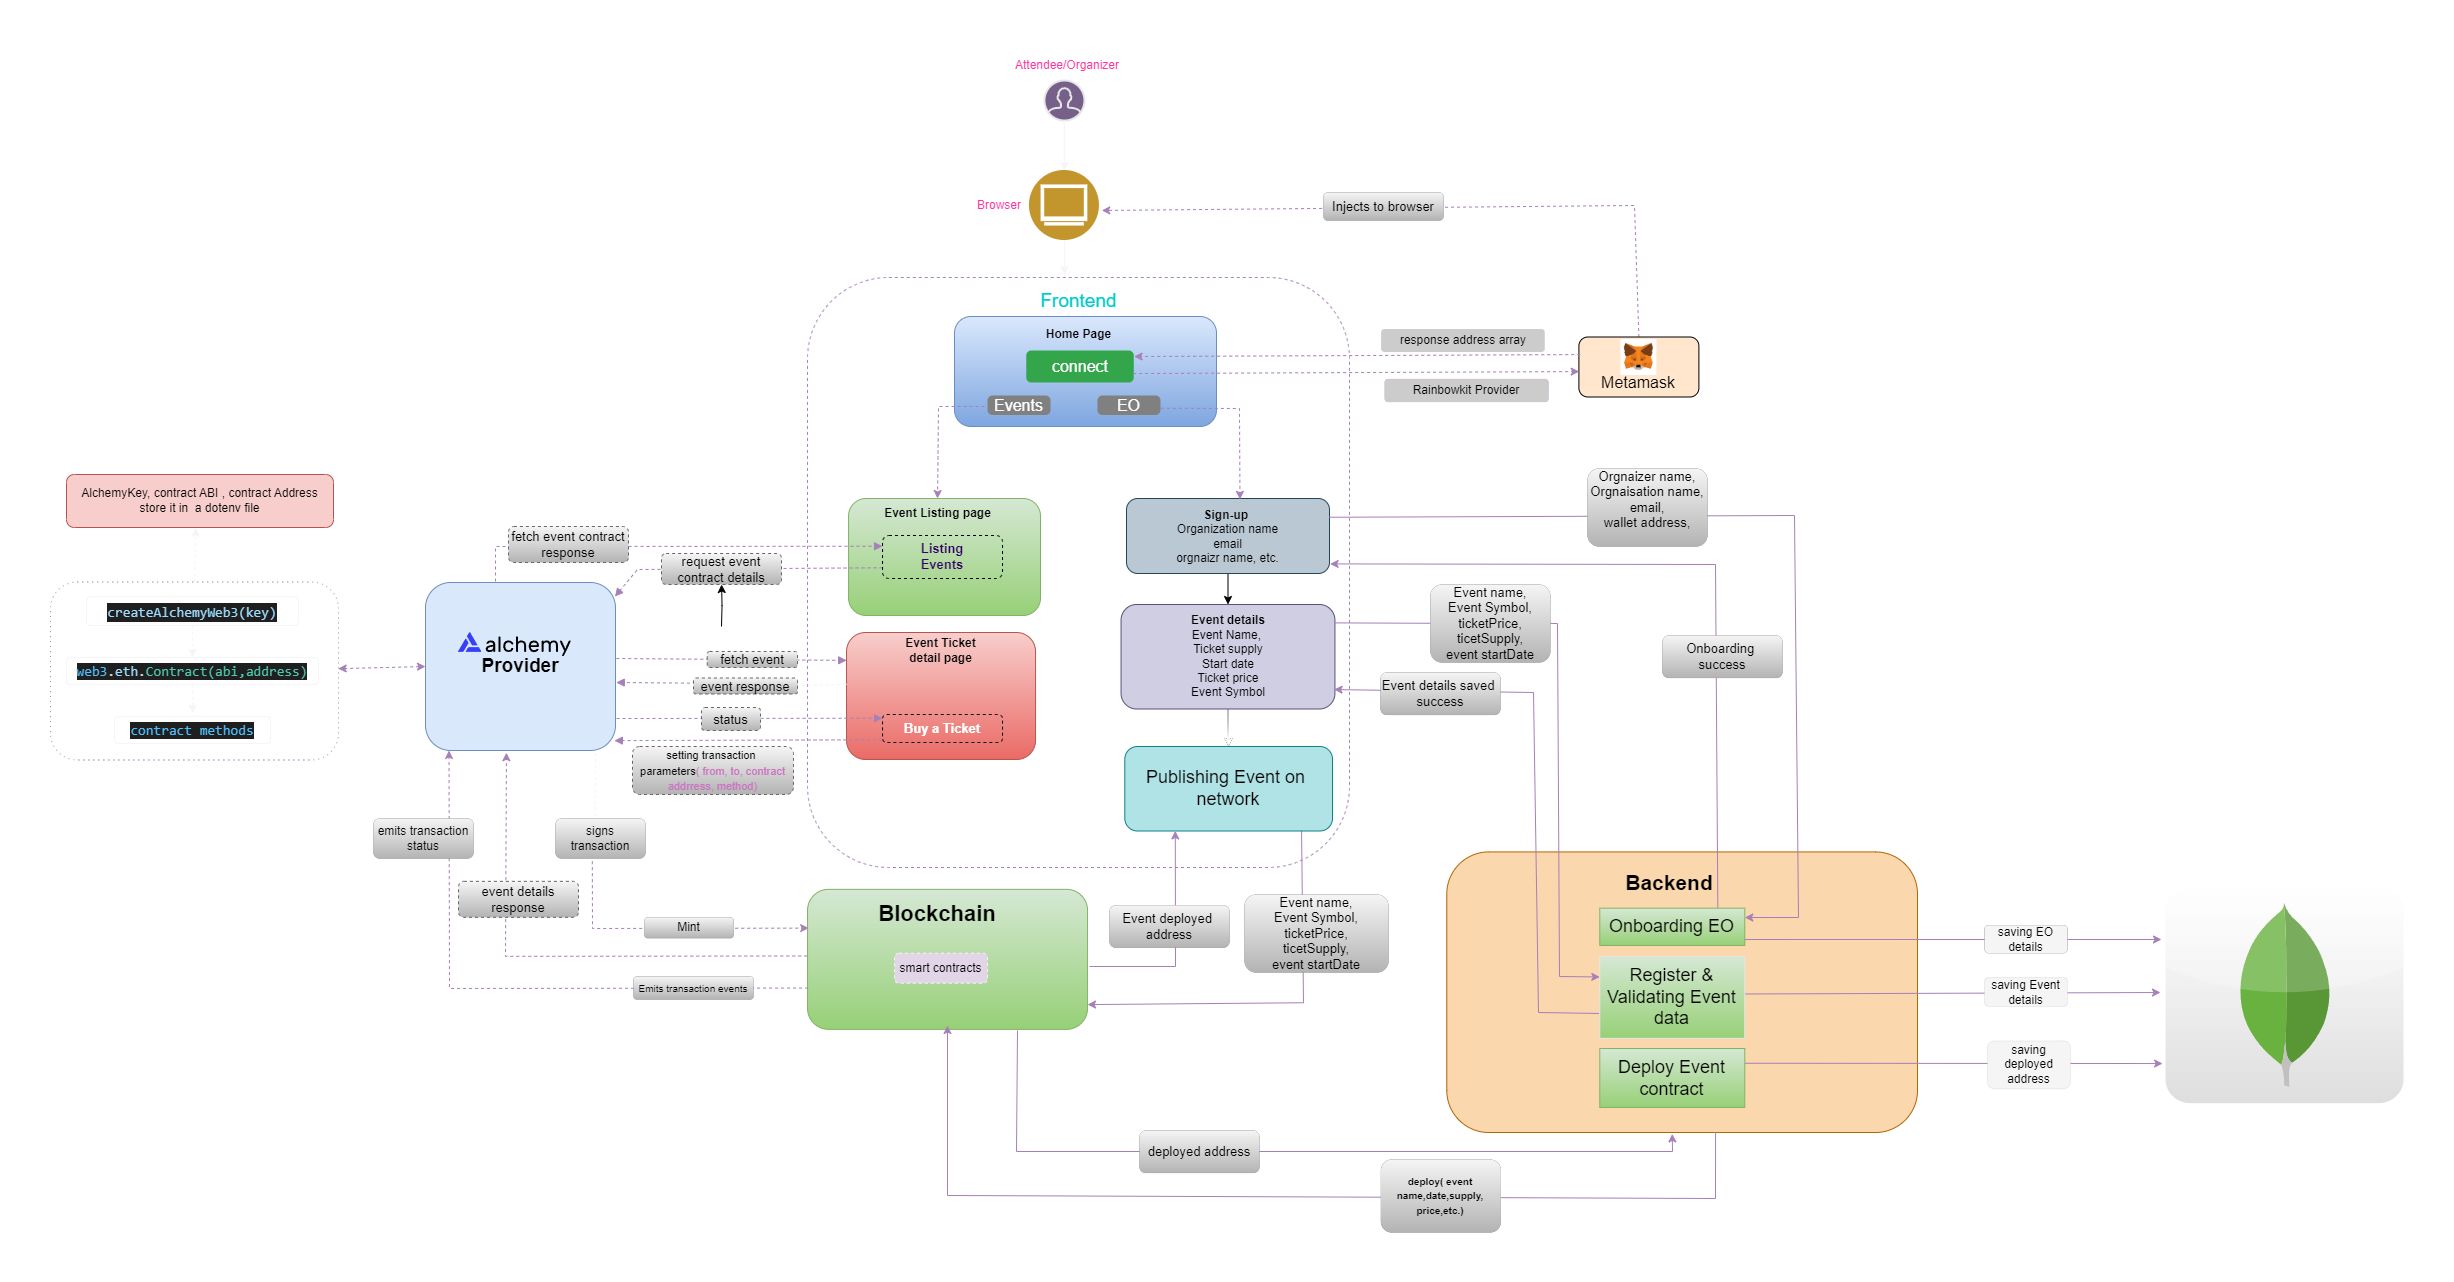 Attendee/Organizer
Browser
Injects to browser
Frontend
Home Page
connect
Events
EO
response address array
Rainbowkit Provider
Metamask
AlchemyKey, contract ABI , contract Address
store it in  a dotenv file
createAlchemyWeb3(key)
web3.eth.Contract(abi,address)
contract methods
alchemy
Provider
fetch event contract
response
request event
contract details
Event Listing page
Listing
Events
fetch event
event response
status
setting transaction
parameters( from, to, contract
addrress, method)
Event Ticket
detail page
Buy a Ticket
Sign-up
Organization name
email
orgnaizr name, etc.
Event details
Event Name,
Ticket supply
Start date
Ticket price
Event Symbol
Publishing Event on
network
Orgnaizer name,
Orgnaisation name,
email,
wallet address,
Event name,
Event Symbol,
ticketPrice,
ticetSupply,
event startDate
Onboarding
success
Event details saved
success
emits transaction
status
signs
transaction
event details
response
Mint
Emits transaction events
Blockchain
smart contracts
Event deployed
address
Event name,
Event Symbol,
ticketPrice,
ticetSupply,
event startDate
Backend
Onboarding EO
Register &
Validating Event
data
Deploy Event
contract
saving EO
details
saving Event
details
saving
deployed
address
deployed address
deploy( event
name,date,supply,
price,etc.)